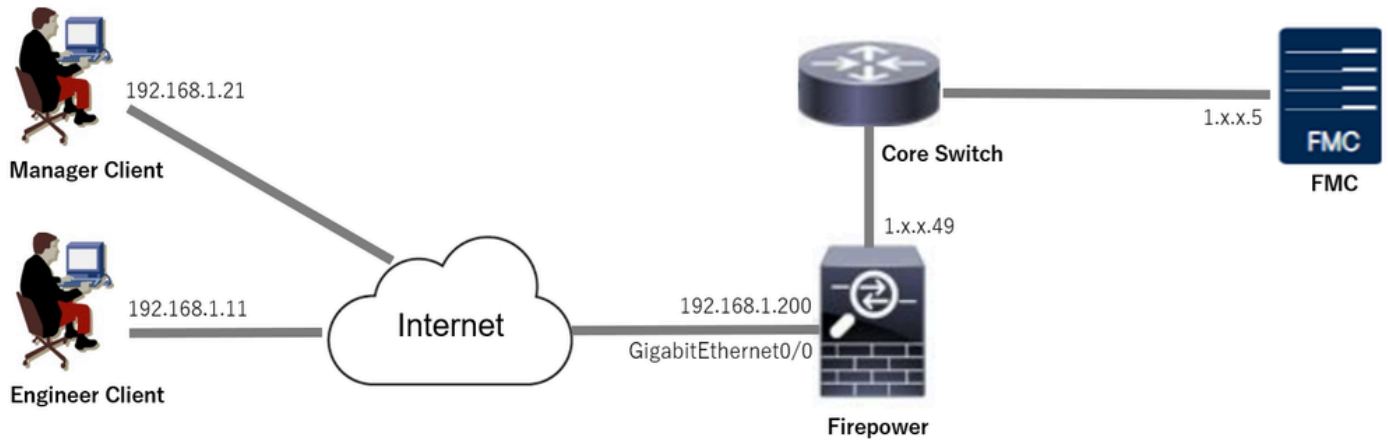 192.168.1.21
Manager Client
192.168.1.11
Engineer Client
Internet
192.168.1.200
GigabitEthernet0/0
Firepower
1.x.x.49
Core Switch
1.x.x.5
FMC
FMC